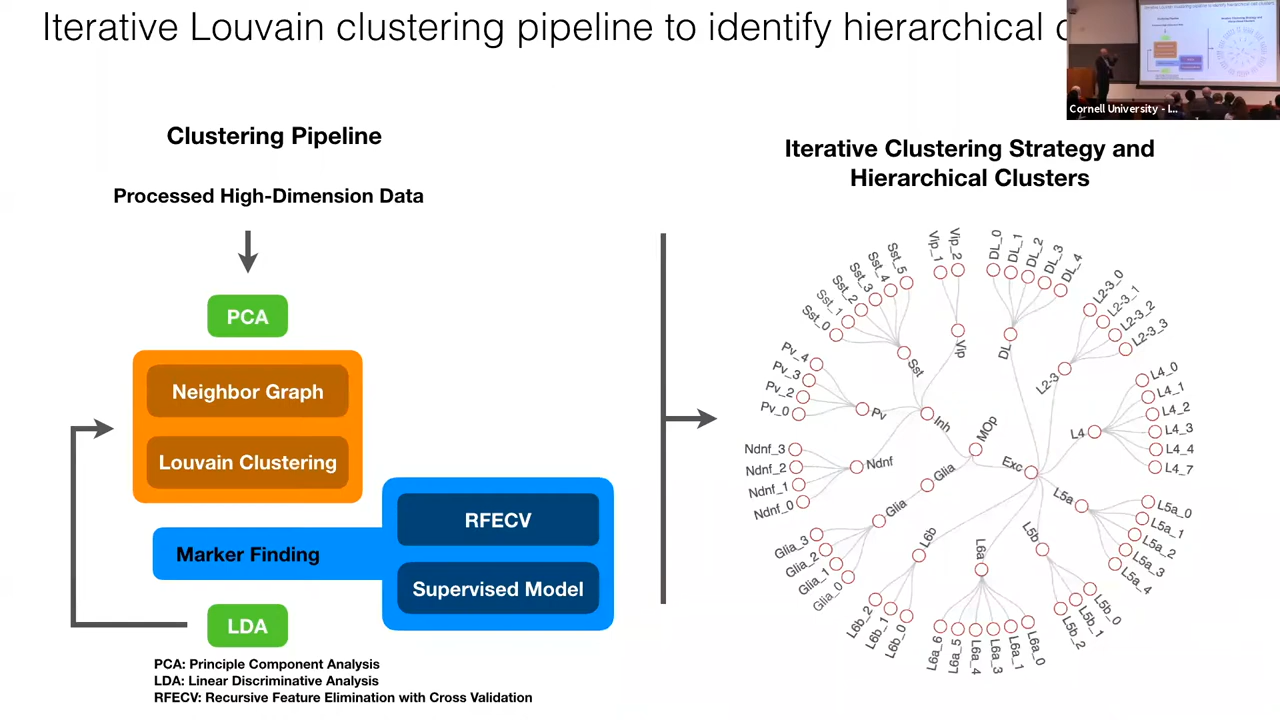 Iterative Louvain clustering pipeline to identify hierarchical
Cornell University - I...
Clustering Pipeline
Processed High-Dimension Data
PCA
Neighbor Graph
Louvain Clustering
RFECV
Marker Finding
Supervised Model
LDA
PCA: Principle Component Analysis
LDA: Linear Discriminative Analysis
RFECV: Recursive Feature Elimination with Cross Validation
Iterative Clustering Strategy and
Hierarchical Clusters
MOp
Inh
Vip
Vip_1
Vip_2
Sst
Sst_0
Sst_1
Sst_2
Sst_3
Sst_4
Sst_5
Pv
Pv_4
Pv_3
Pv_2
Pv_0
Ndnf
Ndnf_3
Ndnf_2
Ndnf_1
Ndnf_0
Glia
Glia
Glia_3
Glia_2
Glia_1
Glia_0
Exc
DL
DL_0
DL_1
DL_2
DL_3
DL_4
L2-3
L2-3_0
L2-3_1
L2-3_2
L2-3_3
L4
L4_0
L4_1
L4_2
L4_3
L4_4
L4_7
L5a
L5a_0
L5a_1
L5a_2
L5a_3
L5a_4
L5b
L5b_0
L5b_1
L5b_2
L6a
L6a_0
L6a_1
L6a_3
L6a_4
L6a_5
L6a_6
L6b
L6b_0
L6b_1
L6b_2